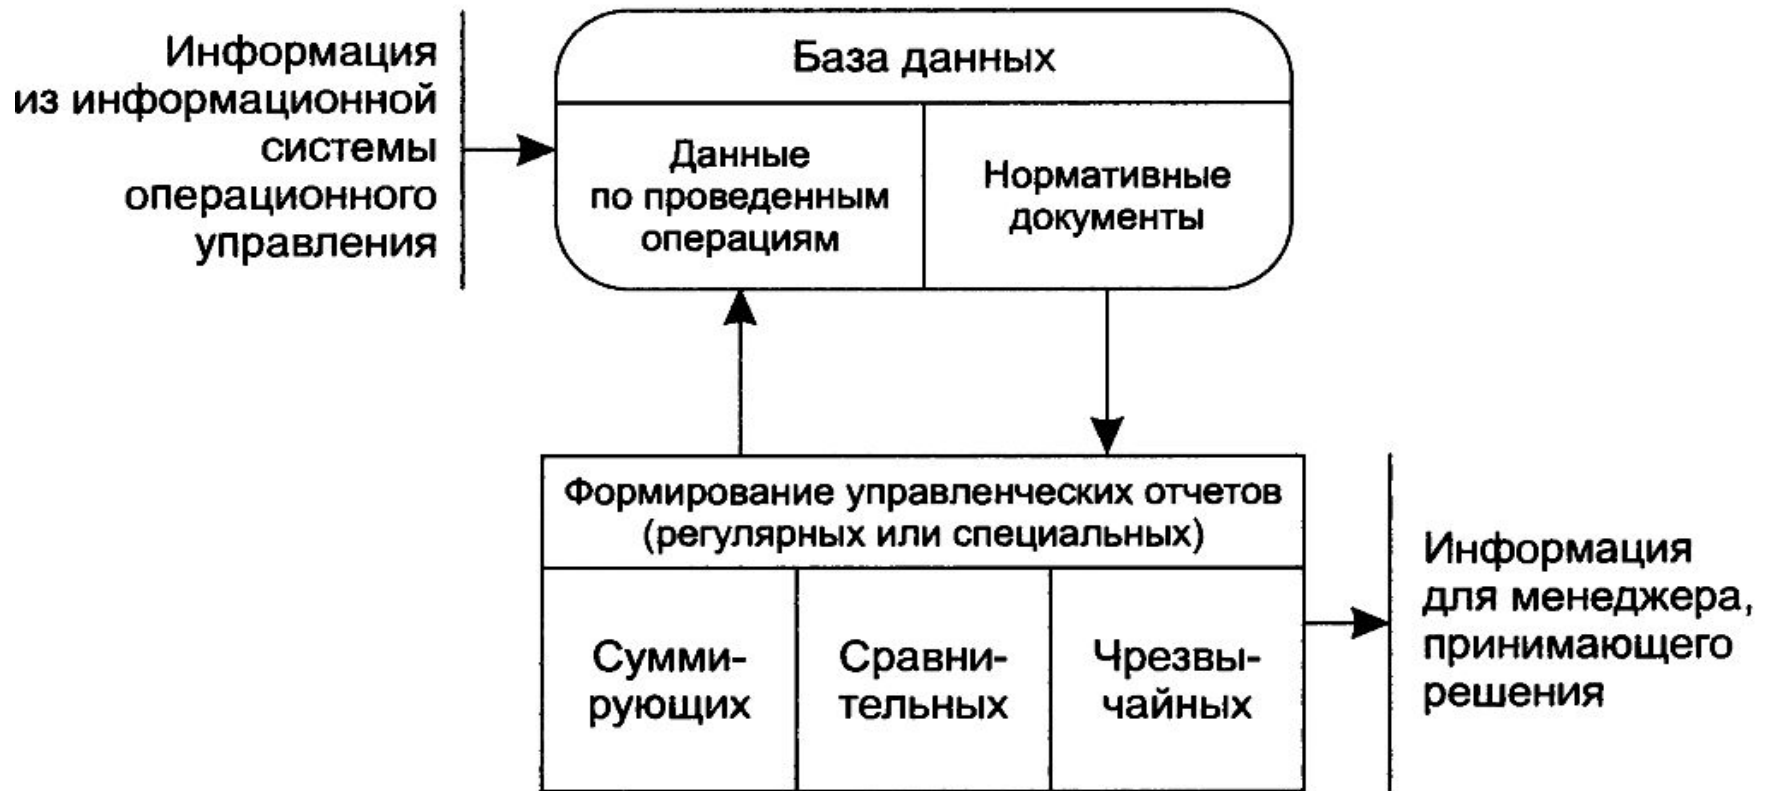 Информация
из информационной
системы
операционного
управления
База данных
Данные
по проведенным
операциям
Нормативные
документы
Формирование управленческих отчетов
(регулярных или специальных)
Сумми-
рующих
Сравни-
тельных
Чрезвы-
чайных
Информация
для менеджера,
принимающего
решения